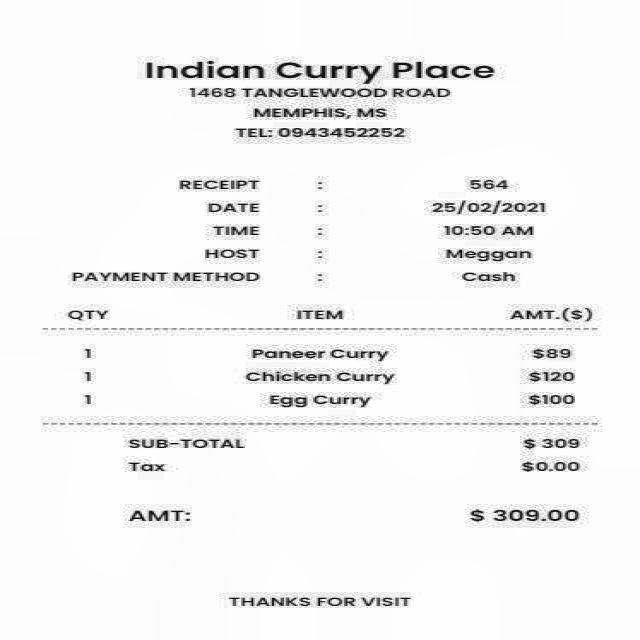 Indian Curry Place
1468 TANGLEWOOD ROAD
MEMPHIS, MS
TEL: 0943452252
RECEIPT : 564
DATE : 25/02/2021
TIME : 10:50 AM
HOST : Meggan
PAYMENT METHOD : Cash
QTY ITEM AMT.($)
1 Paneer Curry $89
1 Chicken Curry $120
1 Egg Curry $100
SUB-TOTAL $ 309
Tax $0.00
AMT: $ 309.00
THANKS FOR VISIT